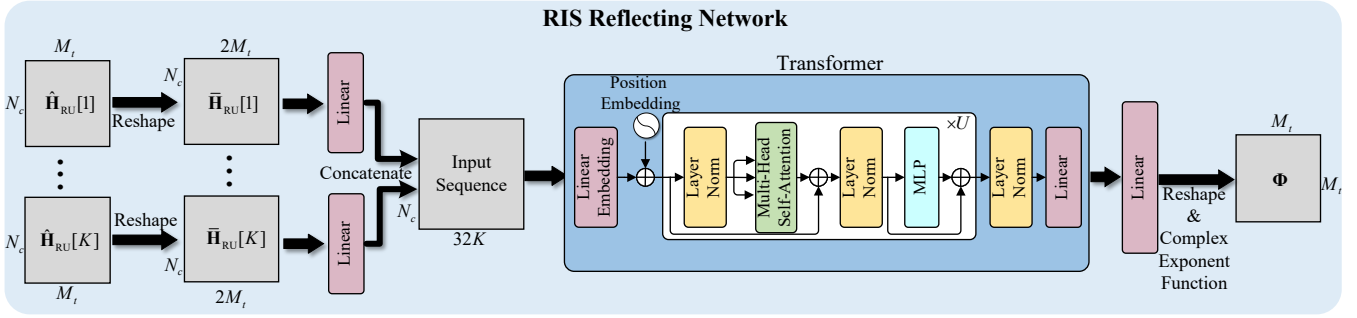 RIS Reflecting Network
M_t
N_c
Ĥ_RU[1]
Reshape
2M_t
N_c
H̄_RU[1]
Linear
Concatenate
N_c
Ĥ_RU[K]
M_t
Reshape
N_c
H̄_RU[K]
2M_t
Linear
Input
Sequence
N_c
32K
Transformer
Position
Embedding
Linear
Embedding
×U
Layer
Norm
Multi-Head
Self-Attention
Layer
Norm
MLP
Layer
Norm
Linear
Linear
Reshape
&
Complex
Exponent
Function
M_t
Φ
M_t